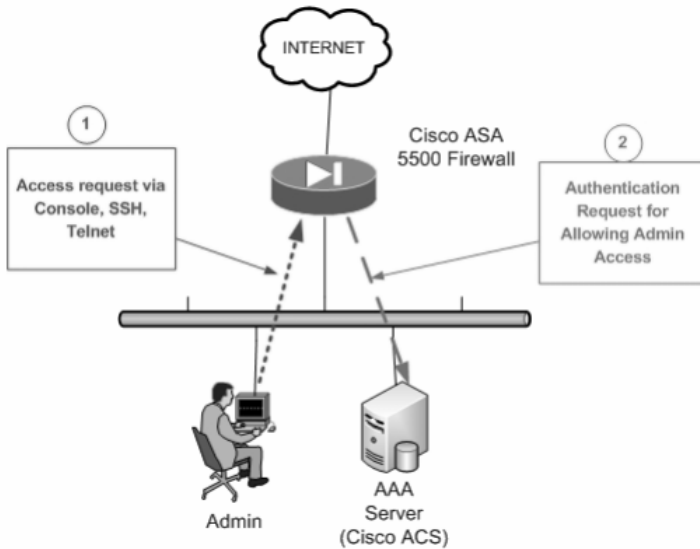 INTERNET
1
Access request via
Console, SSH,
Telnet
Cisco ASA
5500 Firewall
2
Authentication
Request for
Allowing Admin
Access
Admin
AAA
Server
(Cisco ACS)